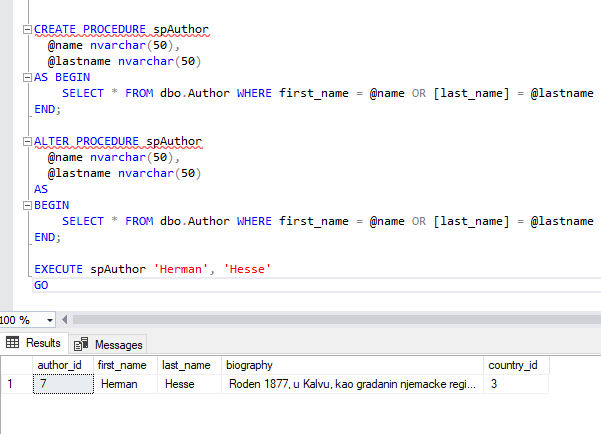 CREATE PROCEDURE spAuthor
@name nvarchar(50),
@lastname nvarchar(50)
AS BEGIN
SELECT * FROM dbo.Author WHERE first_name = @name OR [last_name] = @lastname
END;
ALTER PROCEDURE spAuthor
@name nvarchar(50),
@lastname nvarchar(50)
AS
BEGIN
SELECT * FROM dbo.Author WHERE first_name = @name OR [last_name] = @lastname
END;
EXECUTE spAuthor 'Herman', 'Hesse'
GO
100 %
Results Messages
author_id first_name last_name biography country_id
1 7 Herman Hesse Roden 1877, u Kalvu, kao gradanin njemacke regi... 3